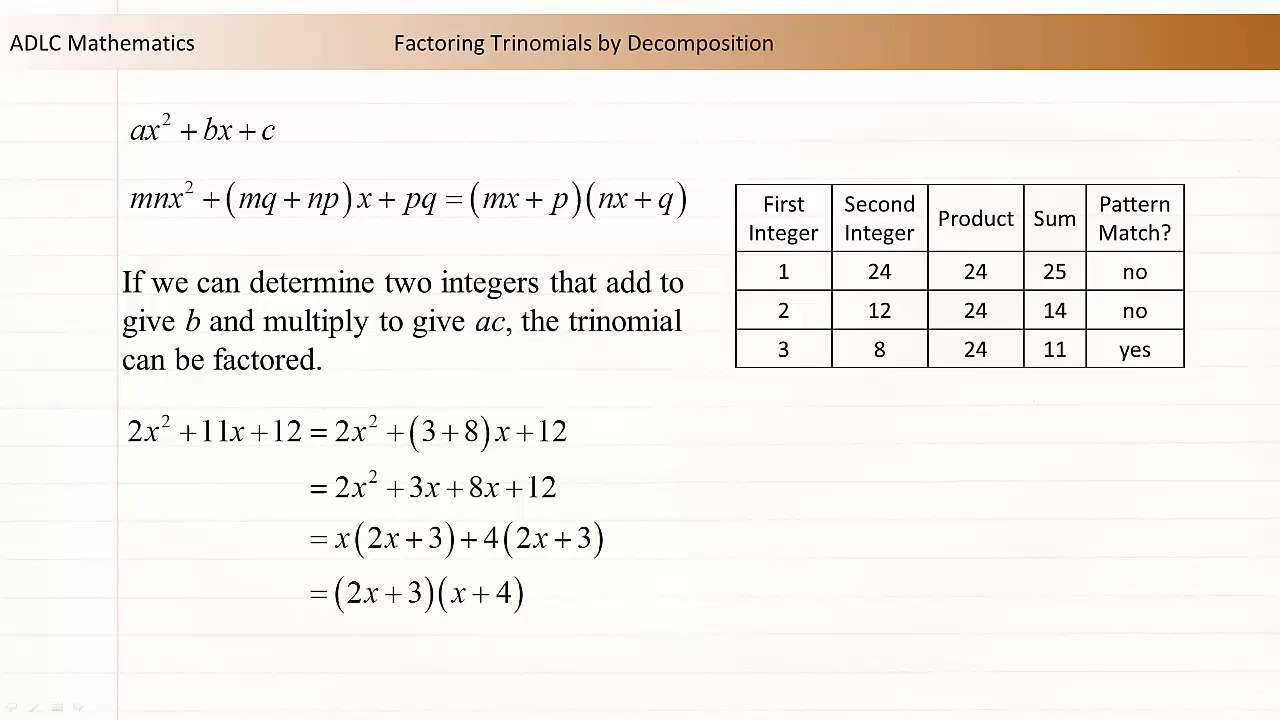 ADLC Mathematics
Factoring Trinomials by Decomposition
ax² + bx + c
mnx² + (mq + np)x + pq = (mx + p)(nx + q)
If we can determine two integers that add to
give b and multiply to give ac, the trinomial
can be factored.
2x² + 11x + 12 = 2x² + (3 + 8)x + 12
= 2x² + 3x + 8x + 12
= x(2x + 3) + 4(2x + 3)
= (2x + 3)(x + 4)
First Integer Second Integer Product Sum Pattern Match?
1 24 24 25 no
2 12 24 14 no
3 8 24 11 yes